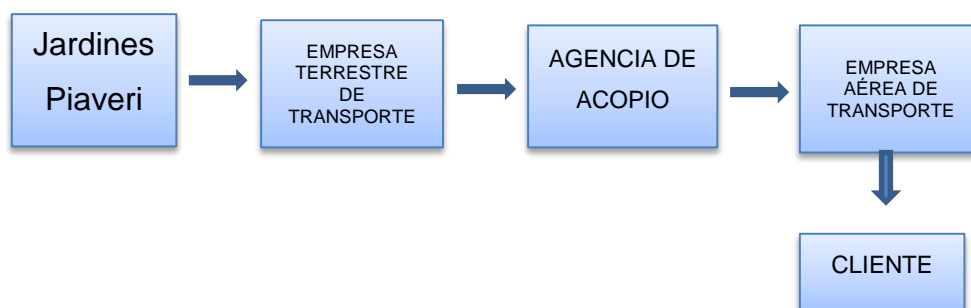 Jardines
Piaveri
EMPRESA
TERRESTRE
DE
TRANSPORTE
AGENCIA DE
ACOPIO
EMPRESA
AÉREA DE
TRANSPORTE
CLIENTE